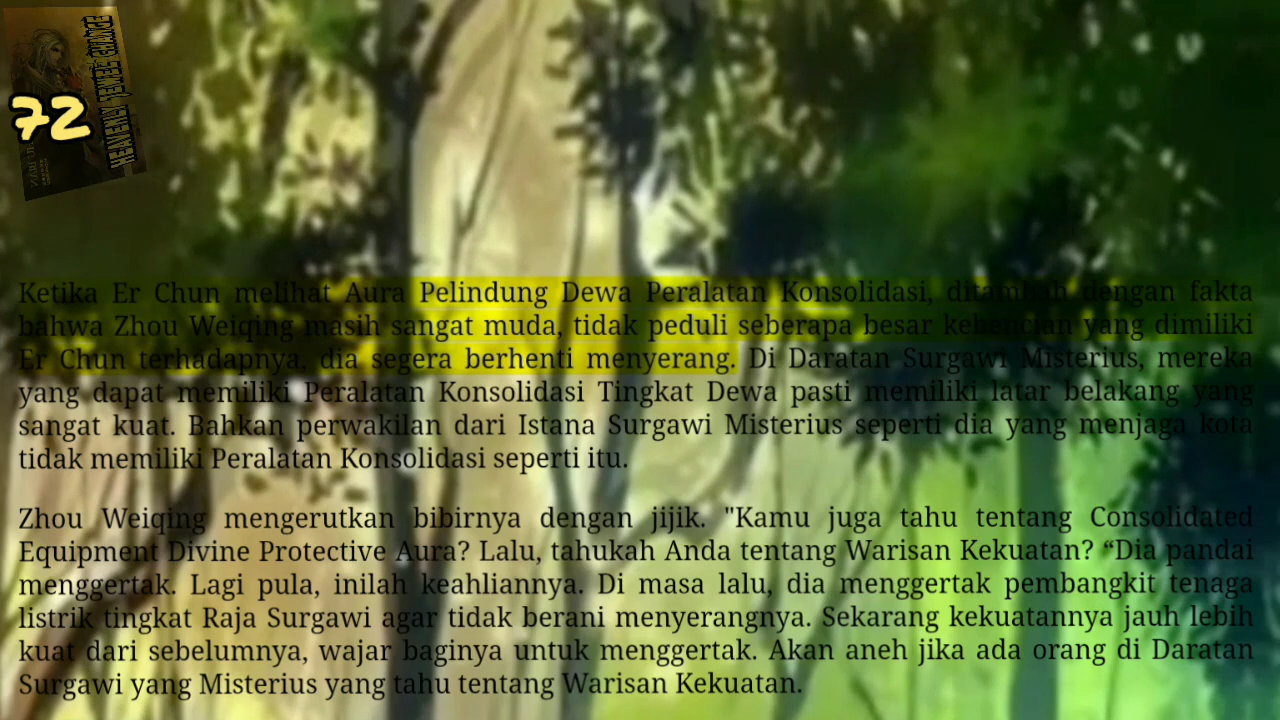 72
HEAVENLY JEWEL CHANGE
Ketika Er Chun melihat Aura Pelindung Dewa Peralatan Konsolidasi, ditambah dengan fakta
bahwa Zhou Weiqing masih sangat muda, tidak peduli seberapa besar kebencian yang dimiliki
Er Chun terhadapnya, dia segera berhenti menyerang. Di Daratan Surgawi Misterius, mereka
yang dapat memiliki Peralatan Konsolidasi Tingkat Dewa pasti memiliki latar belakang yang
sangat kuat. Bahkan perwakilan dari Istana Surgawi Misterius seperti dia yang menjaga kota
tidak memiliki Peralatan Konsolidasi seperti itu.
Zhou Weiqing mengerutkan bibirnya dengan jijik. "Kamu juga tahu tentang Consolidated
Equipment Divine Protective Aura? Lalu, tahukah Anda tentang Warisan Kekuatan? “Dia pandai
menggertak. Lagi pula, inilah keahliannya. Di masa lalu, dia menggertak pembangkit tenaga
listrik tingkat Raja Surgawi agar tidak berani menyerangnya. Sekarang kekuatannya jauh lebih
kuat dari sebelumnya, wajar baginya untuk menggertak. Akan aneh jika ada orang di Daratan
Surgawi yang Misterius yang tahu tentang Warisan Kekuatan.